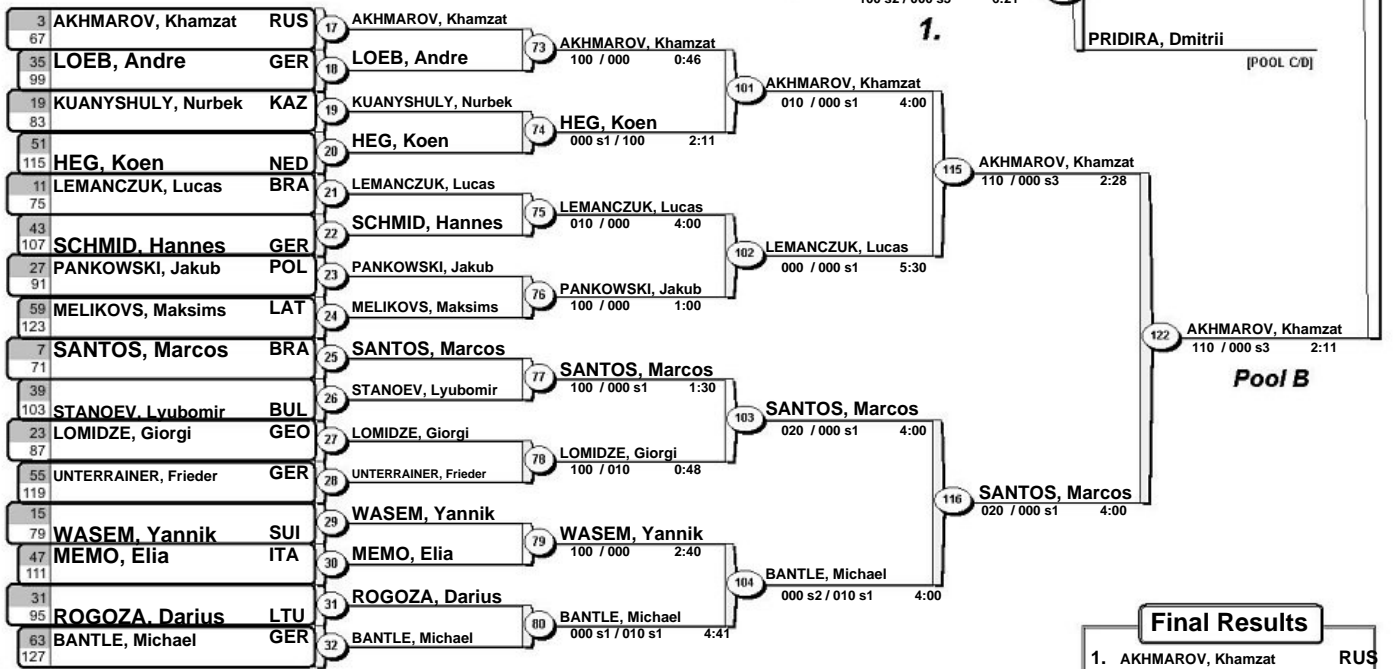 100 s2 / 000 s3 0:21
1.
PRIDIRA, Dmitrii
[POOL C/D]
3 AKHMAROV, Khamzat RUS
67
35 LOEB, Andre GER
99
19 KUANYSHULY, Nurbek KAZ
83
51
115 HEG, Koen NED
11 LEMANCZUK, Lucas BRA
75
43
107 SCHMID, Hannes GER
27 PANKOWSKI, Jakub POL
91
59 MELIKOVS, Maksims LAT
123
7 SANTOS, Marcos BRA
71
39
103 STANOEV, Lyubomir BUL
23 LOMIDZE, Giorgi GEO
87
55 UNTERRAINER, Frieder GER
119
15
79 WASEM, Yannik SUI
47 MEMO, Elia ITA
111
31
95 ROGOZA, Darius LTU
63 BANTLE, Michael GER
127
17 AKHMAROV, Khamzat
18 LOEB, Andre
19 KUANYSHULY, Nurbek
20 HEG, Koen
21 LEMANCZUK, Lucas
22 SCHMID, Hannes
23 PANKOWSKI, Jakub
24 MELIKOVS, Maksims
25 SANTOS, Marcos
26 STANOEV, Lyubomir
27 LOMIDZE, Giorgi
28 UNTERRAINER, Frieder
29 WASEM, Yannik
30 MEMO, Elia
31 ROGOZA, Darius
32 BANTLE, Michael
73 AKHMAROV, Khamzat
100 / 000 0:46
74 HEG, Koen
000 s1 / 100 2:11
75 LEMANCZUK, Lucas
010 / 000 4:00
76 PANKOWSKI, Jakub
100 / 000 1:00
77 SANTOS, Marcos
100 / 000 s1 1:30
78 LOMIDZE, Giorgi
100 / 010 0:48
79 WASEM, Yannik
100 / 000 2:40
80 BANTLE, Michael
000 s1 / 010 s1 4:41
101 AKHMAROV, Khamzat
010 / 000 s1 4:00
102 LEMANCZUK, Lucas
000 / 000 s1 5:30
103 SANTOS, Marcos
020 / 000 s1 4:00
104 BANTLE, Michael
000 s2 / 010 s1 4:00
115 AKHMAROV, Khamzat
110 / 000 s3 2:28
116 SANTOS, Marcos
020 / 000 s1 4:00
122 AKHMAROV, Khamzat
110 / 000 s3 2:11
Pool B
Final Results
1. AKHMAROV, Khamzat RUS